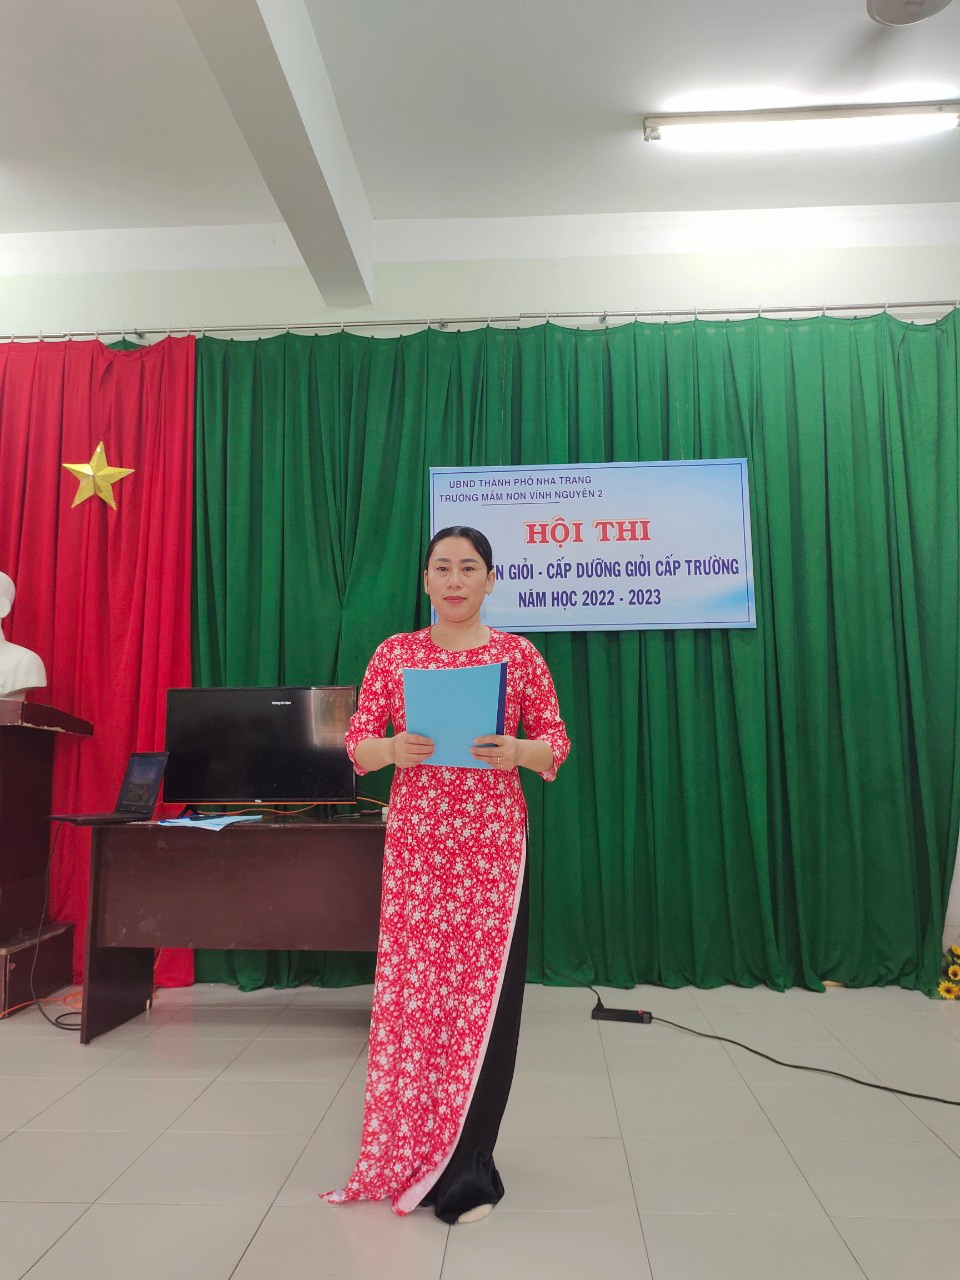 UBND THÀNH PHỐ NHA TRANG
TRƯỜNG MẦM NON VĨNH NGUYÊN 2
HỘI THI
N GIỎI - CẤP DƯỠNG GIỎI CẤP TRƯỜNG
NĂM HỌC 2022 - 2023